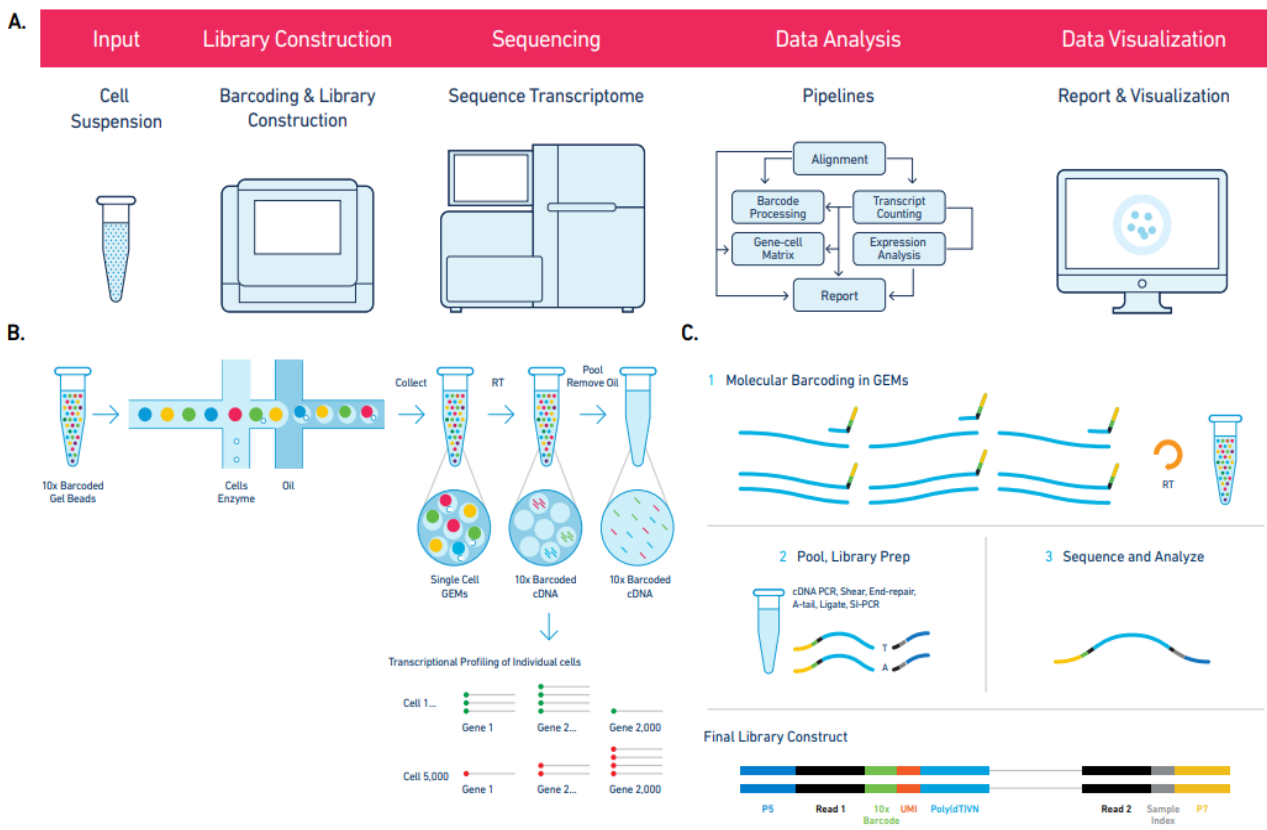 A.
Input
Library Construction
Sequencing
Data Analysis
Data Visualization
Cell
Suspension
Barcoding & Library
Construction
Sequence Transcriptome
Pipelines
Report & Visualization
Alignment
Barcode
Processing
Transcript
Counting
Gene-cell
Matrix
Expression
Analysis
Report
B.
10x Barcoded
Gel Beads
Cells
Enzyme
Oil
Collect
RT
Pool
Remove Oil
Single Cell
GEMs
10x Barcoded
cDNA
10x Barcoded
cDNA
Transcriptional Profiling of Individual cells
Cell 1...
Gene 1
Gene 2...
Gene 2,000
Cell 5,000
Gene 1
Gene 2...
Gene 2,000
C.
1 Molecular Barcoding in GEMs
RT
2 Pool, Library Prep
cDNA PCR, Shear, End-repair,
A-tail, Ligate, SI-PCR
T
A
3 Sequence and Analyze
Final Library Construct
P5
Read 1
10x
Barcode
UMI
Poly(dT)VN
Read 2
Sample
Index
P7